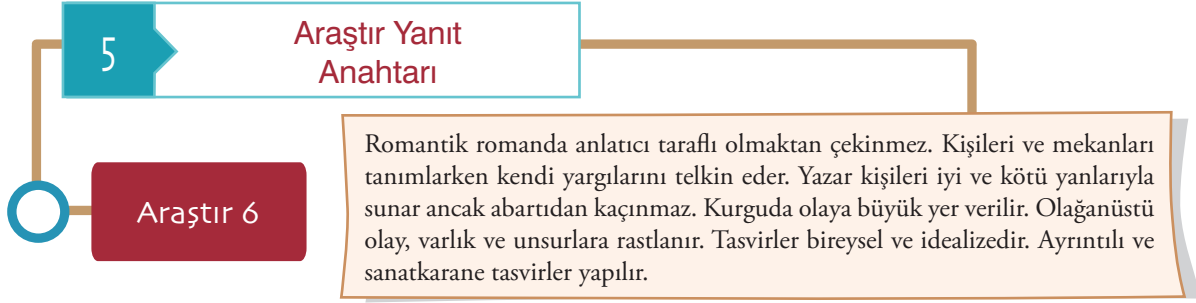 5
Araştır Yanıt
Anahtarı
Araştır 6
Romantik romanda anlatıcı taraflı olmaktan çekinmez. Kişileri ve mekanları
tanımlarken kendi yargılarını telkin eder. Yazar kişileri iyi ve kötü yanlarıyla
sunar ancak abartıdan kaçınmaz. Kurguda olaya büyük yer verilir. Olağanüstü
olay, varlık ve unsurlara rastlanır. Tasvirler bireysel ve idealizedir. Ayrıntılı ve
sanatkarane tasvirler yapılır.